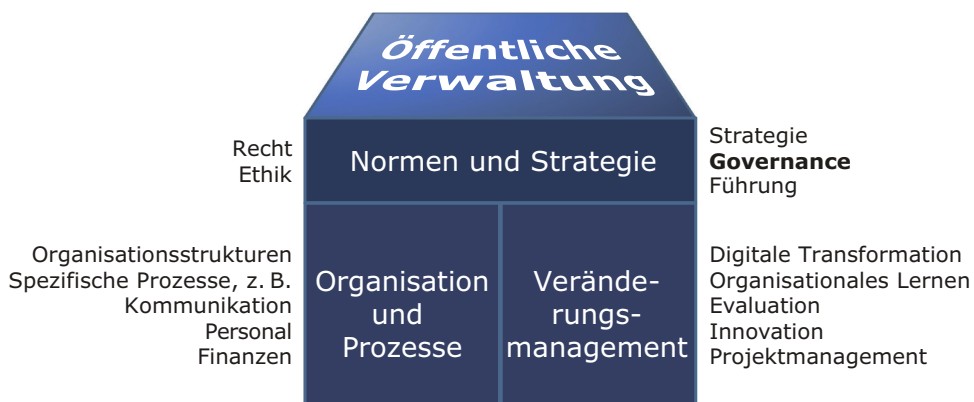 Öffentliche
Verwaltung
Recht
Ethik
Normen und Strategie
Strategie
Governance
Führung
Organisationsstrukturen
Spezifische Prozesse, z. B.
Kommunikation
Personal
Finanzen
Organisation
und
Prozesse
Verände-
rungs-
management
Digitale Transformation
Organisationales Lernen
Evaluation
Innovation
Projektmanagement